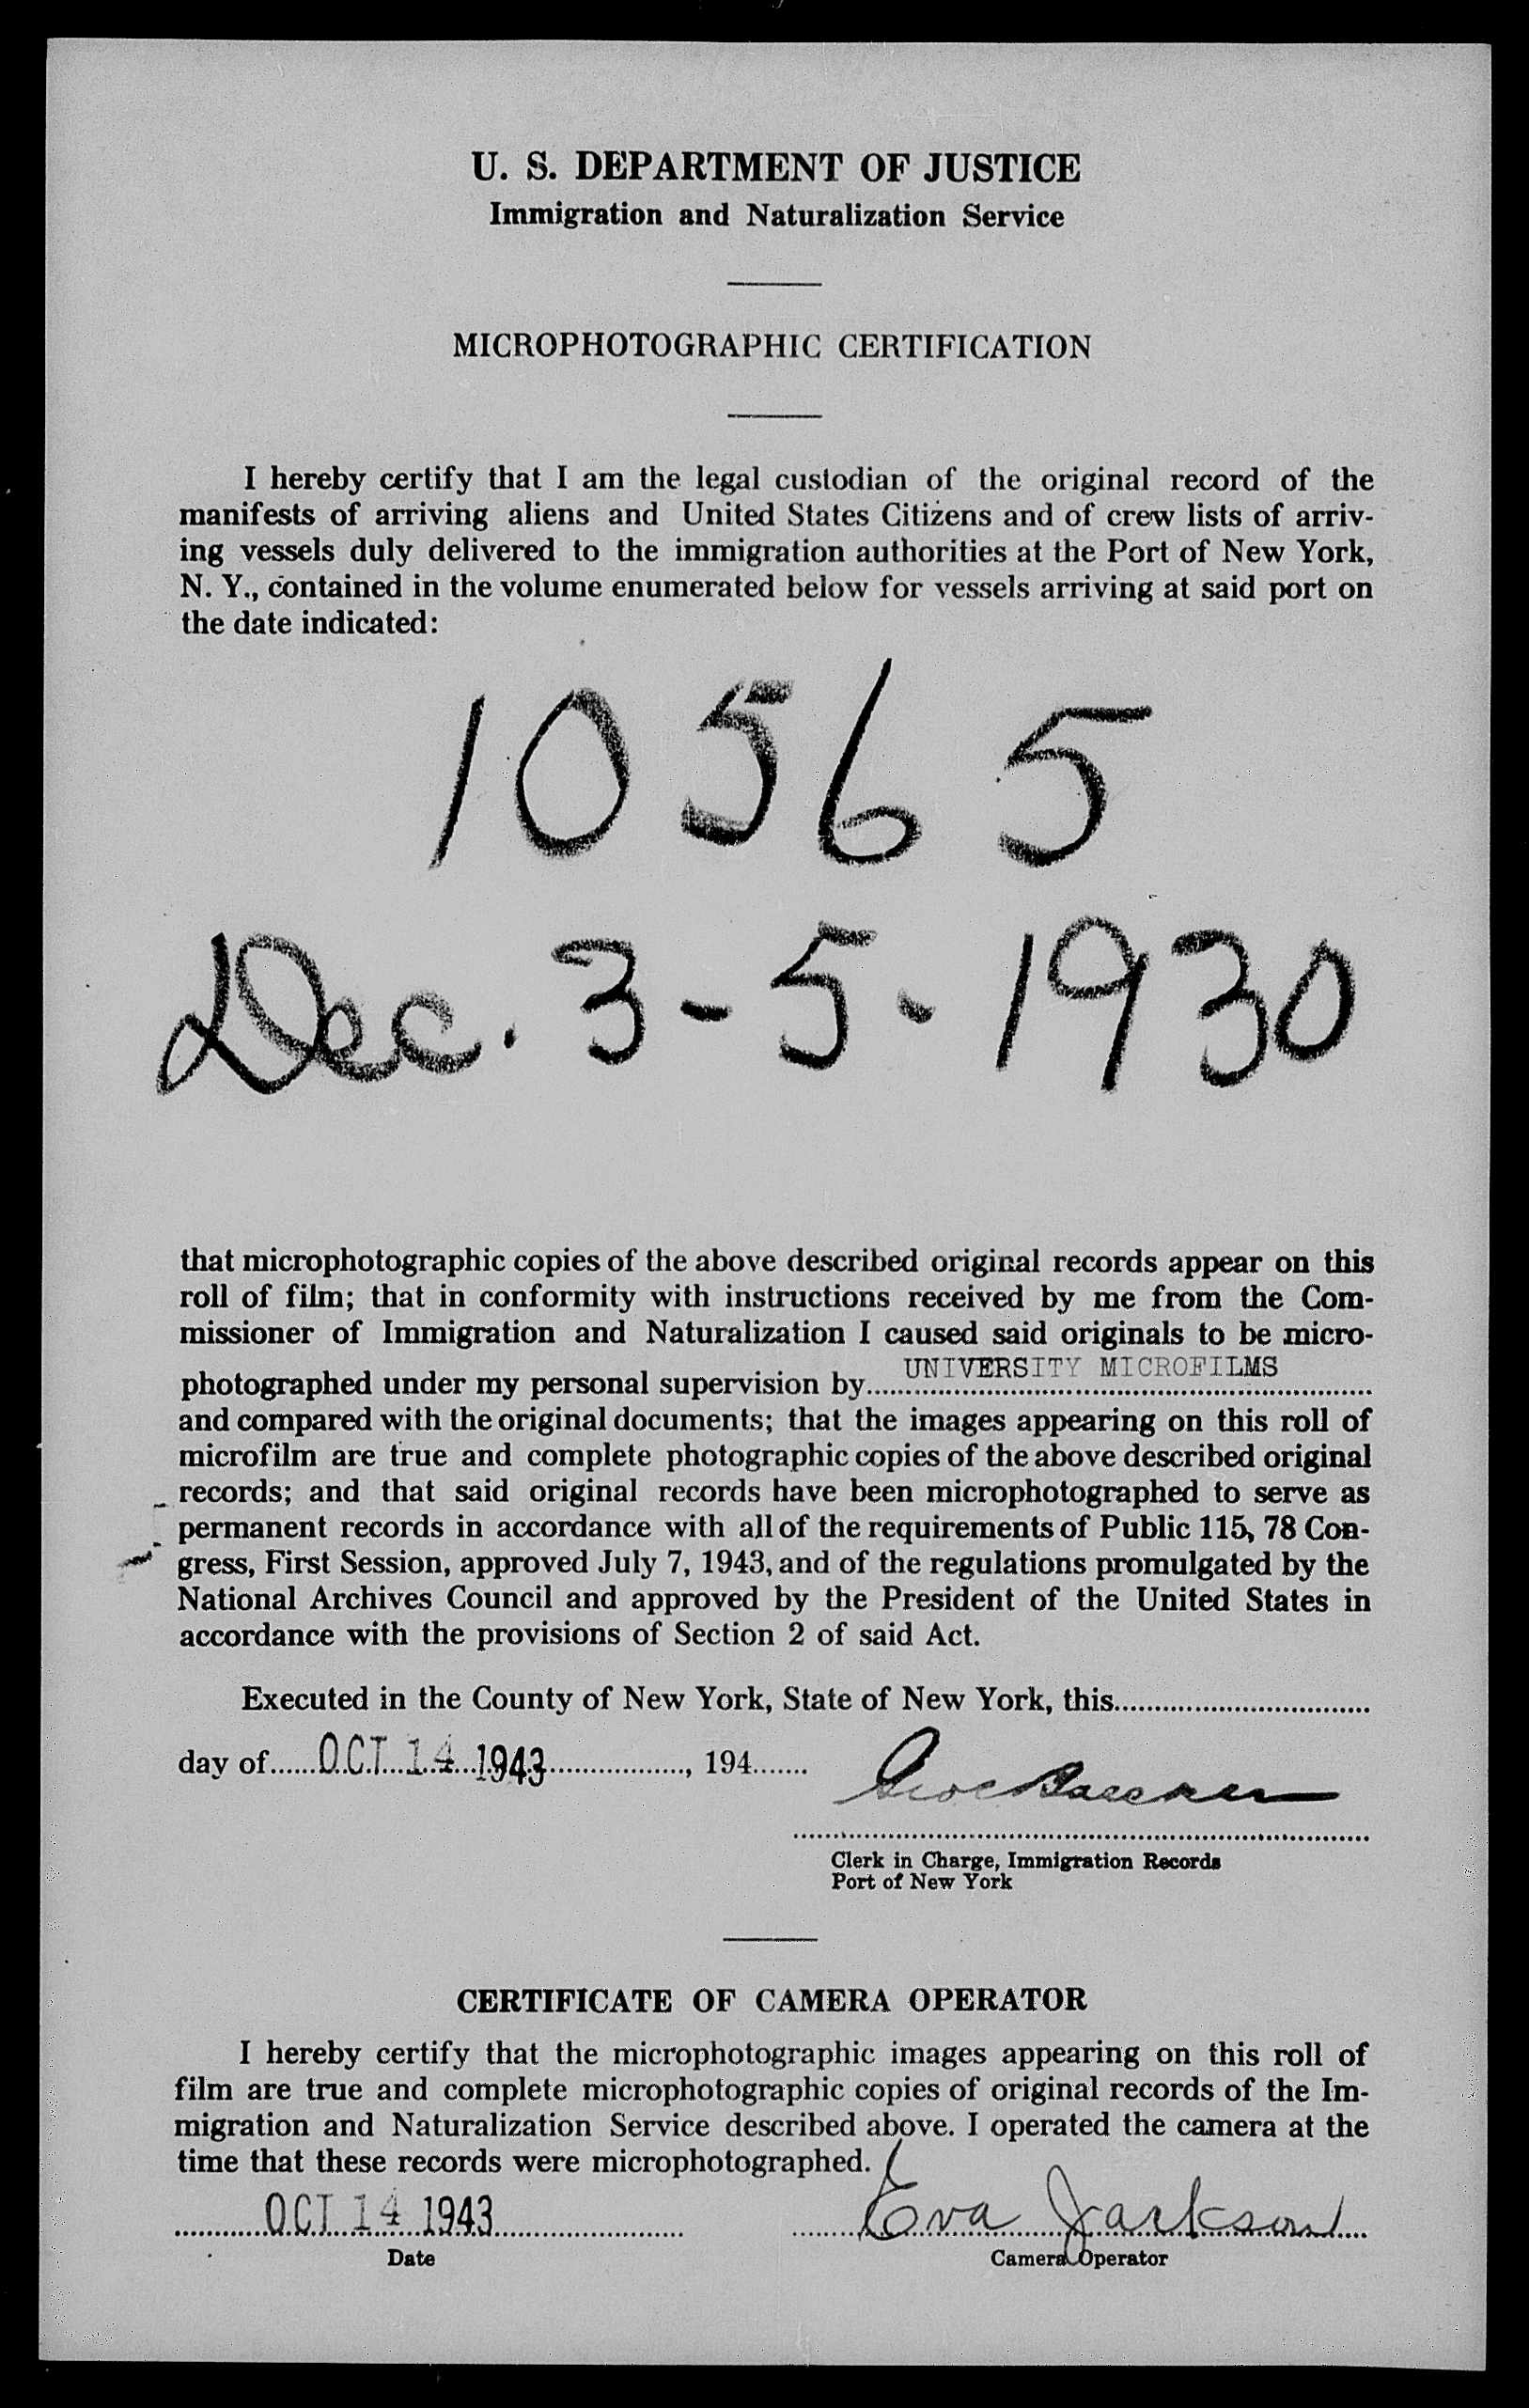 U. S. DEPARTMENT OF JUSTICE
Immigration and Naturalization Service
MICROPHOTOGRAPHIC CERTIFICATION
I hereby certify that I am the legal custodian of the original record of the
manifests of arriving aliens and United States Citizens and of crew lists of arriv-
ing vessels duly delivered to the immigration authorities at the Port of New York,
N. Y., contained in the volume enumerated below for vessels arriving at said port on
the date indicated:
10565
Dec. 3-5-1930
that microphotographic copies of the above described original records appear on this
roll of film; that in conformity with instructions received by me from the Com-
missioner of Immigration and Naturalization I caused said originals to be micro-
photographed under my personal supervision by UNIVERSITY MICROFILMS
and compared with the original documents; that the images appearing on this roll of
microfilm are true and complete photographic copies of the above described original
records; and that said original records have been microphotographed to serve as
permanent records in accordance with all of the requirements of Public 115, 78 Con-
gress, First Session, approved July 7, 1943, and of the regulations promulgated by the
National Archives Council and approved by the President of the United States in
accordance with the provisions of Section 2 of said Act.
Executed in the County of New York, State of New York, this
day of OCT 14 1943, 194
Clerk in Charge, Immigration Records
Port of New York
CERTIFICATE OF CAMERA OPERATOR
I hereby certify that the microphotographic images appearing on this roll of
film are true and complete microphotographic copies of original records of the Im-
migration and Naturalization Service described above. I operated the camera at the
time that these records were microphotographed.
OCT 14 1943 Eva Jackson
Date Camera Operator